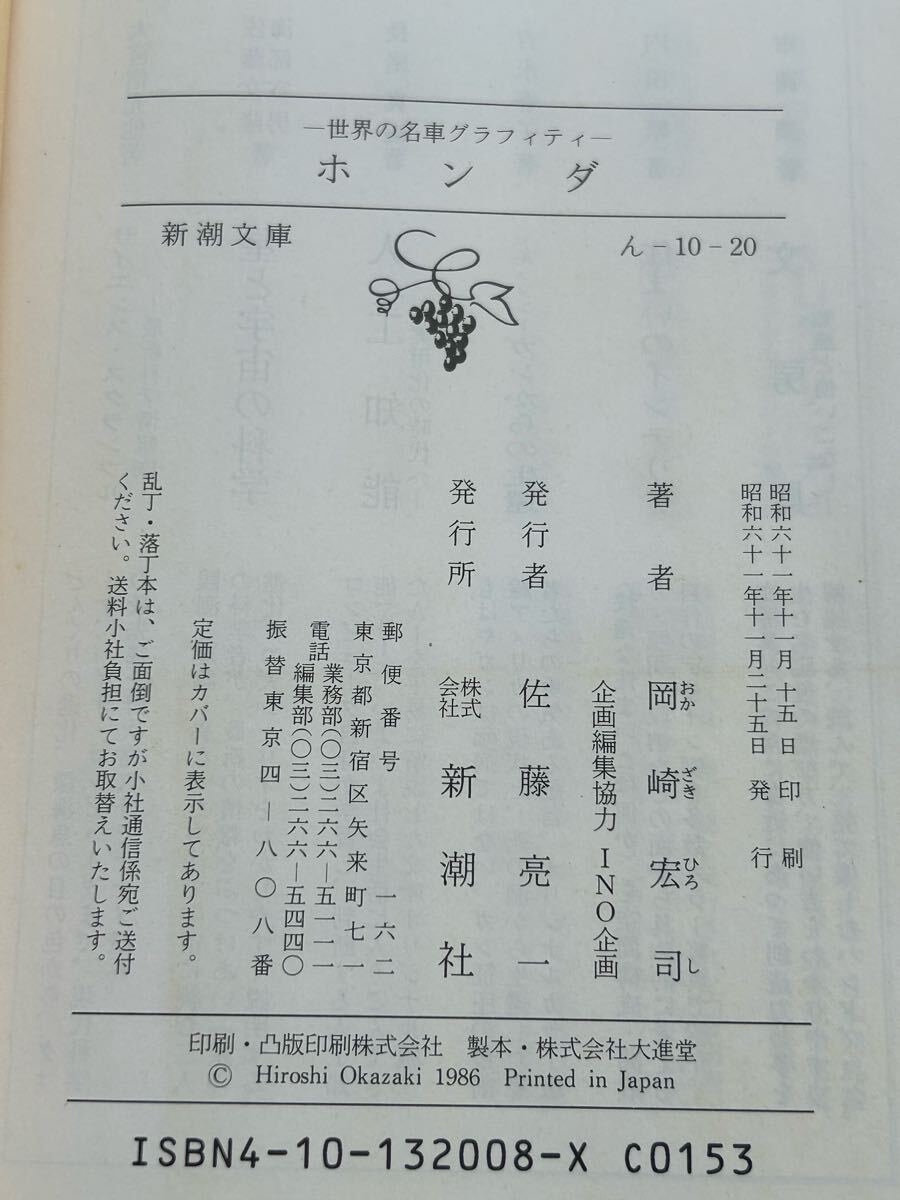 ―世界の名車グラフィティ―
ホンダ
新潮文庫
ん-10-20
昭和六十一年十一月十五日印刷
昭和六十一年十一月二十五日発行
著者 岡崎宏司
おかざきひろし
企画編集協力 INO企画
発行者 佐藤亮一
発行所 株式会社 新潮社
郵便番号 一六二
東京都新宿区矢来町七一
電話 業務部(〇三)二六六―五一一一
編集部(〇三)二六六―五四四〇
振替東京四―八〇八番
定価はカバーに表示してあります。
乱丁・落丁本は、ご面倒ですが小社通信係宛ご送付
ください。送料小社負担にてお取替えいたします。
印刷・凸版印刷株式会社 製本・株式会社大進堂
© Hiroshi Okazaki 1986 Printed in Japan
ISBN4-10-132008-X C0153